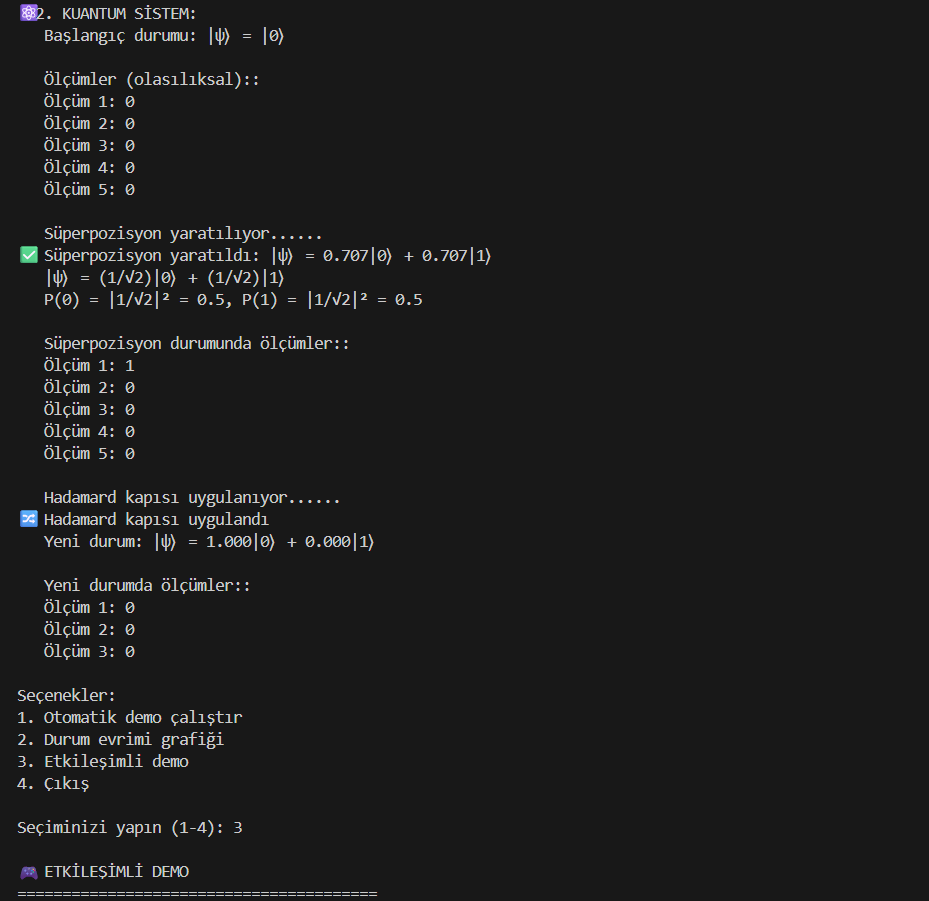 ⚛️2. KUANTUM SİSTEM:
Başlangıç durumu: |ψ⟩ = |0⟩
Ölçümler (olasılıksal)::
Ölçüm 1: 0
Ölçüm 2: 0
Ölçüm 3: 0
Ölçüm 4: 0
Ölçüm 5: 0
Süperpozisyon yaratılıyor......
✅ Süperpozisyon yaratıldı: |ψ⟩ = 0.707|0⟩ + 0.707|1⟩
|ψ⟩ = (1/√2)|0⟩ + (1/√2)|1⟩
P(0) = |1/√2|² = 0.5, P(1) = |1/√2|² = 0.5
Süperpozisyon durumunda ölçümler::
Ölçüm 1: 1
Ölçüm 2: 0
Ölçüm 3: 0
Ölçüm 4: 0
Ölçüm 5: 0
Hadamard kapısı uygulanıyor......
🔀 Hadamard kapısı uygulandı
Yeni durum: |ψ⟩ = 1.000|0⟩ + 0.000|1⟩
Yeni durumda ölçümler::
Ölçüm 1: 0
Ölçüm 2: 0
Ölçüm 3: 0
Seçenekler:
1. Otomatik demo çalıştır
2. Durum evrimi grafiği
3. Etkileşimli demo
4. Çıkış
Seçiminizi yapın (1-4): 3
🎮 ETKİLEŞİMLİ DEMO
========================================